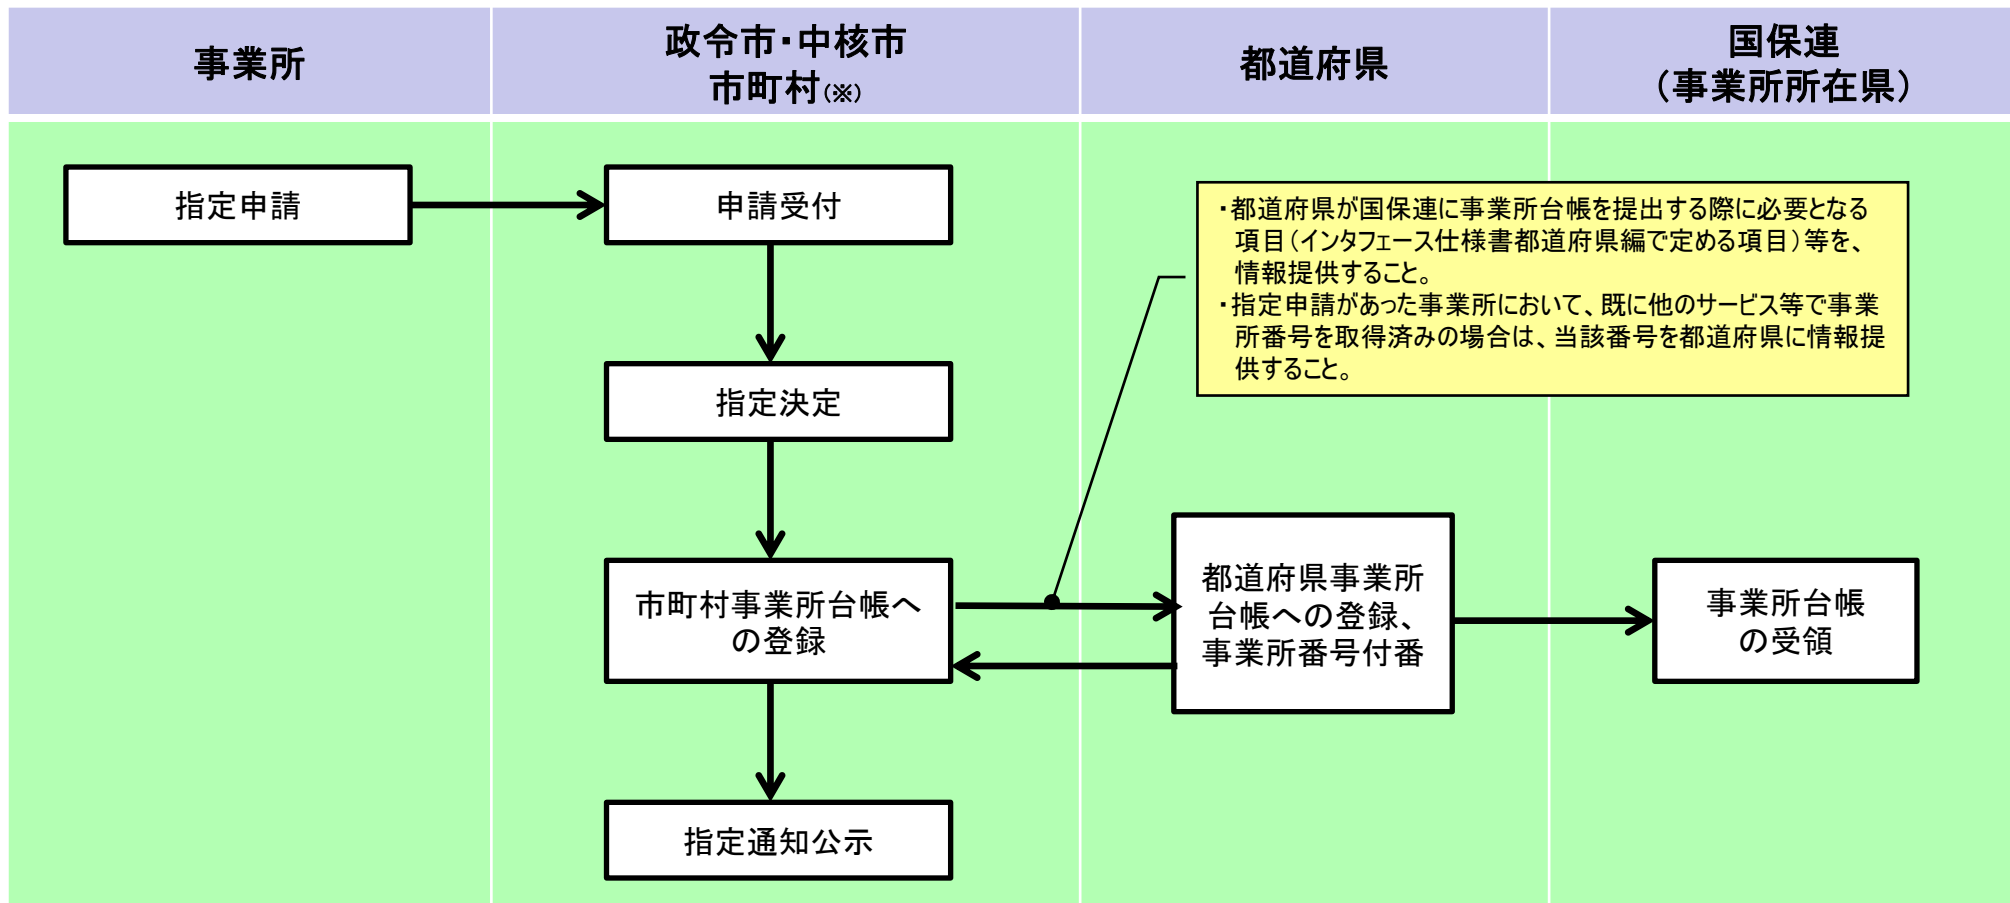 事業所
政令市・中核市
市町村(※)
都道府県
国保連
(事業所所在県)
指定申請
申請受付
・都道府県が国保連に事業所台帳を提出する際に必要となる
項目(インタフェース仕様書都道府県編で定める項目)等を、
情報提供すること。
・指定申請があった事業所において、既に他のサービス等で事業
所番号を取得済みの場合は、当該番号を都道府県に情報提
供すること。
指定決定
市町村事業所台帳へ
の登録
都道府県事業所
台帳への登録、
事業所番号付番
事業所台帳
の受領
指定通知公示